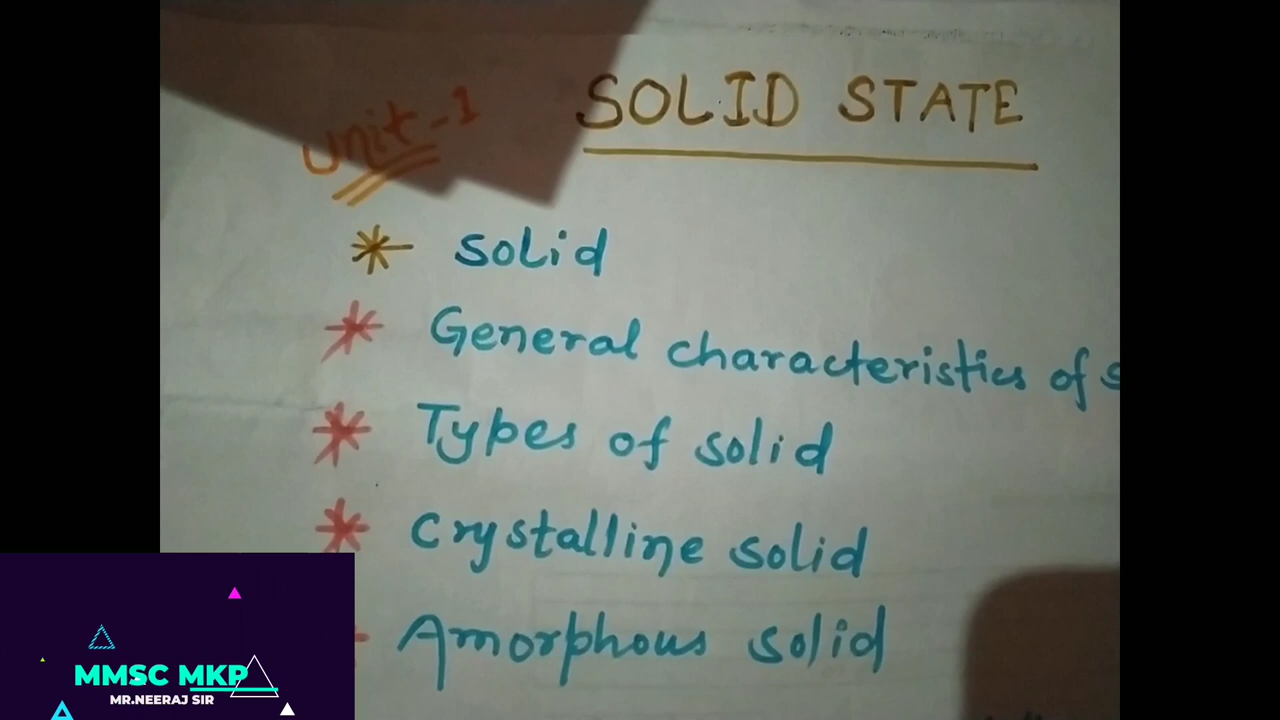 SOLID STATE
Unit-1
Solid
General characteristics of s
Types of solid
Crystalline solid
Amorphous solid
MMSC MKP
MR.NEERAJ SIR